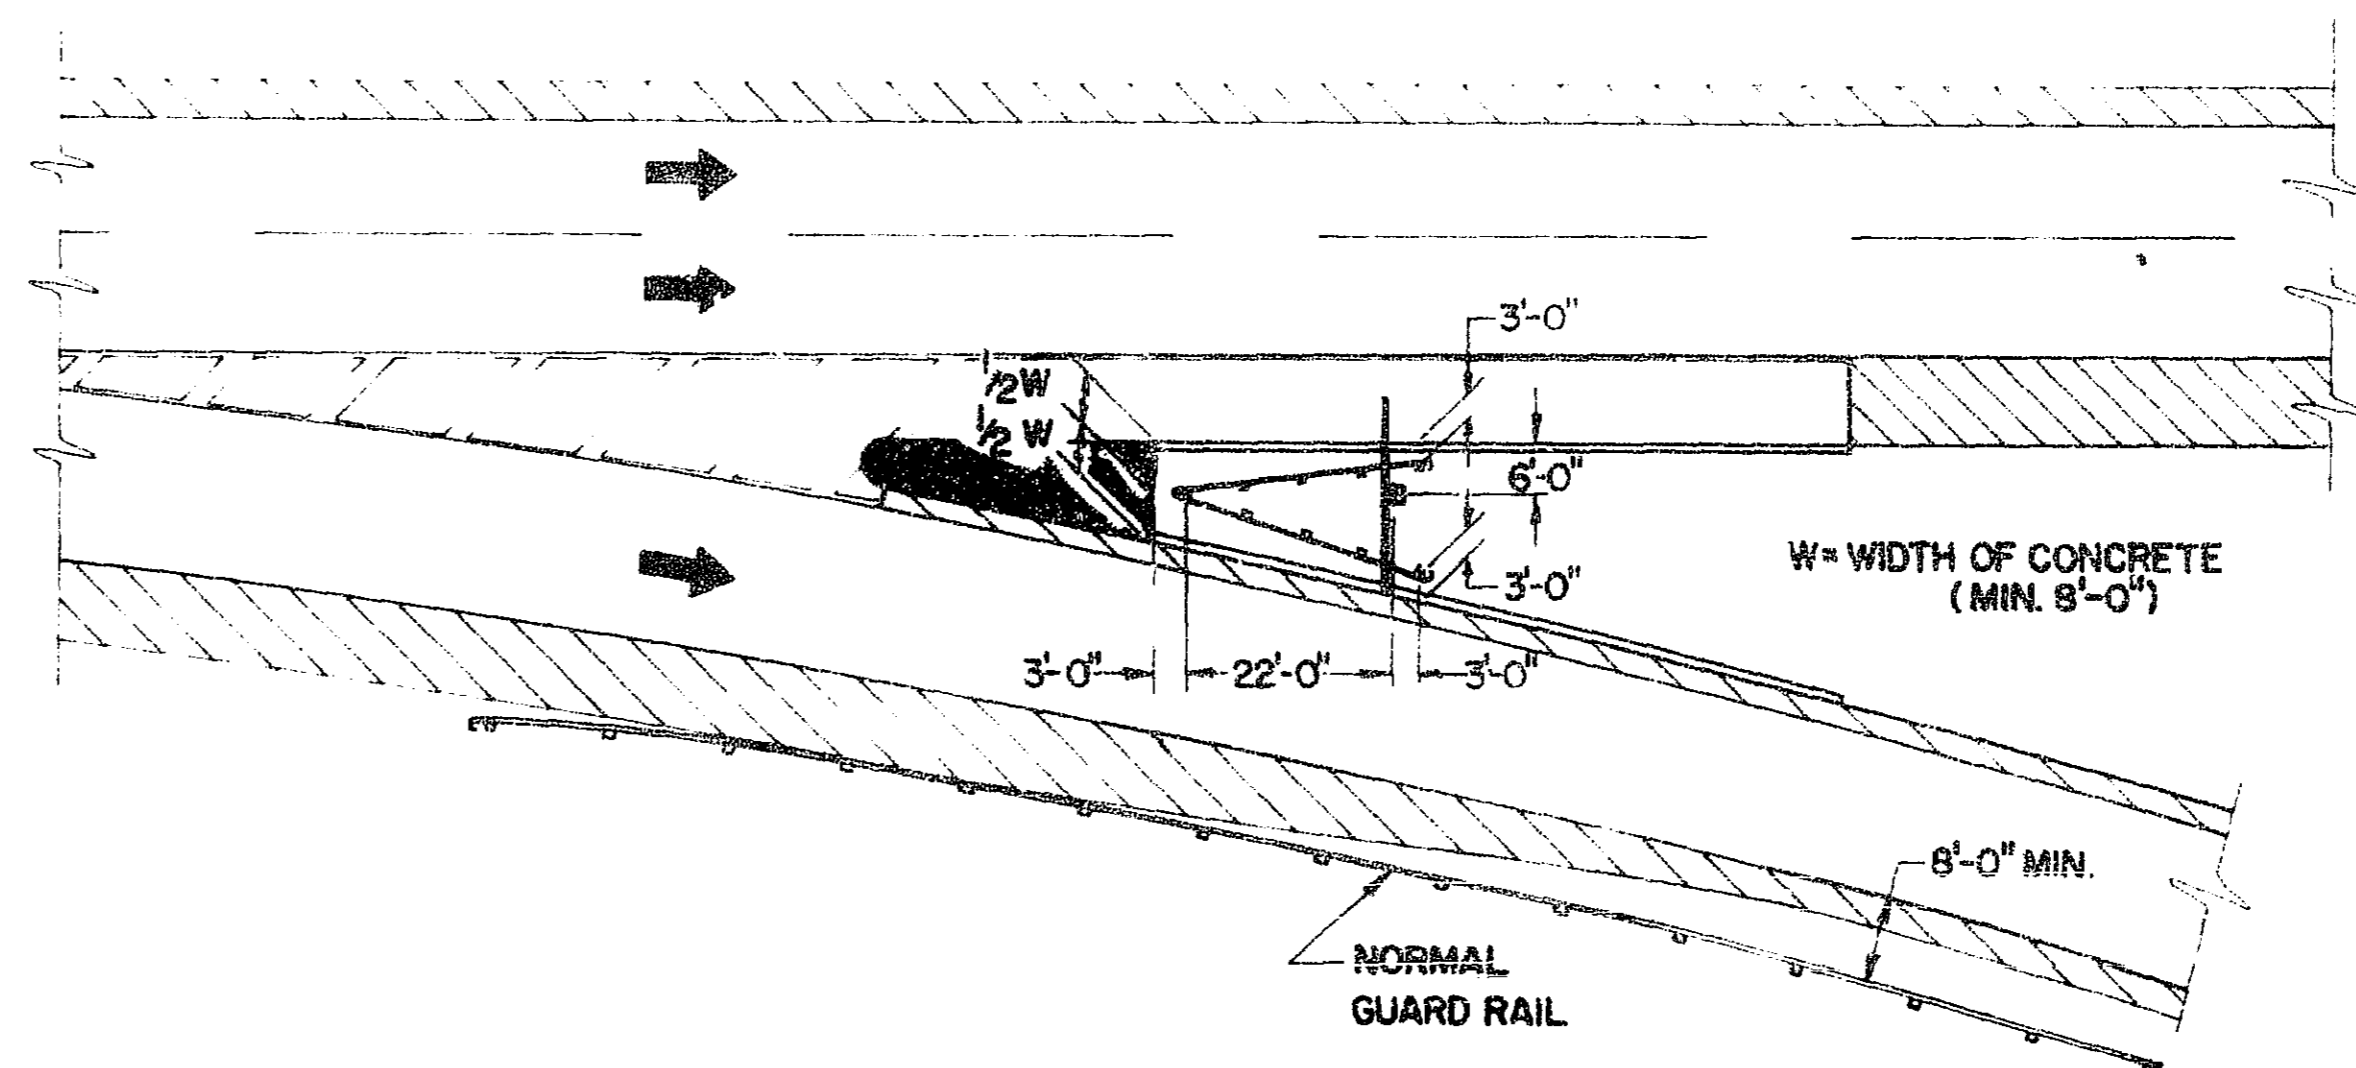 3'-0"
1/2 W
1/2 W
6'-0"
W= WIDTH OF CONCRETE
(MIN. 8'-0")
3'-0"
3'-0"
22'-0"
3'-0"
8'-0" MIN.
NORMAL
GUARD RAIL